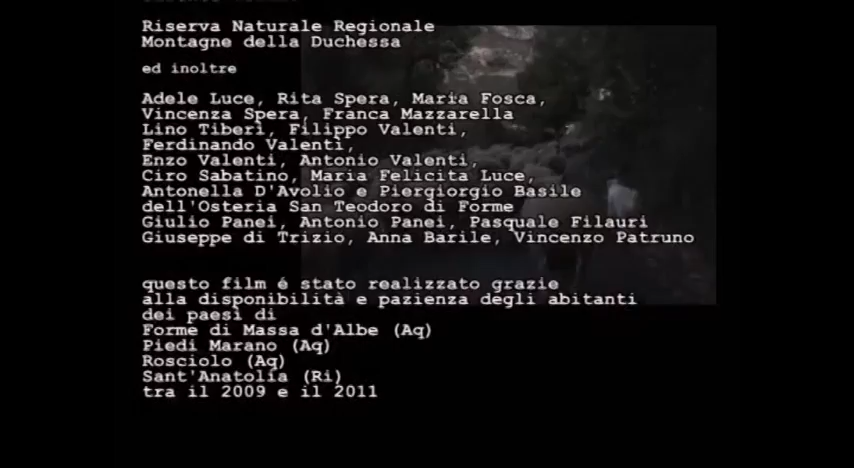 Riserva Naturale Regionale
Montagne della Duchessa
ed inoltre
Adele Luce, Rita Spera, Maria Fosca,
Vincenza Spera, Franca Mazzarella
Lino Tiberi, Filippo Valenti,
Ferdinando Valenti,
Enzo Valenti, Antonio Valenti,
Ciro Sabatino, Maria Felicita Luce,
Antonella D'Avolio e Piergiorgio Basile
dell'Osteria San Teodoro di Forme
Giulio Panei, Antonio Panei, Pasquale Filauri
Giuseppe di Trizio, Anna Barile, Vincenzo Patruno
questo film é stato realizzato grazie
alla disponibilità e pazienza degli abitanti
dei paesi di
Forme di Massa d'Albe (Aq)
Piedi Marano (Aq)
Rosciolo (Aq)
Sant'Anatolia (Ri)
tra il 2009 e il 2011